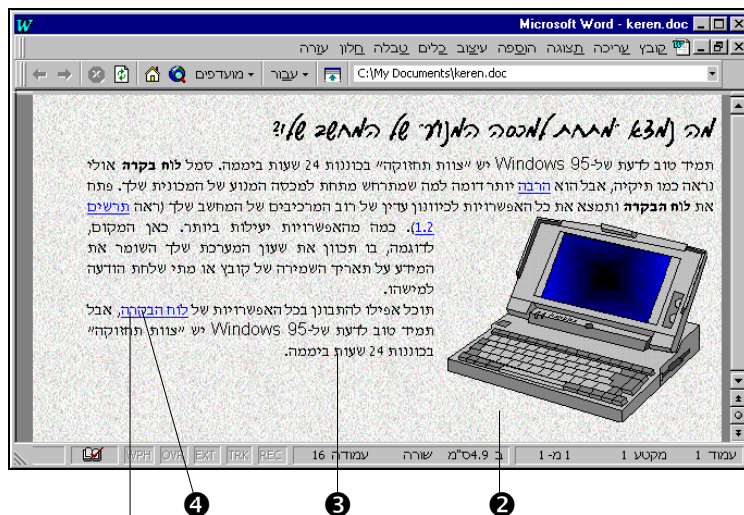 Microsoft Word - keren.doc
קובץ עריכה תצוגה הוספה עיצוב כלים טבלה חלון עזרה
מועדפים עבור C:\My Documents\keren.doc
מה נמצא מתחת למכסה ה"מנוע" של המחשב שלי?
תמיד טוב לדעת של-Windows 95 יש "צוות תחזוקה" בכוננות 24 שעות ביממה. סמל לוח בקרה אולי
נראה כמו תיקיה, אבל הוא הרבה יותר דומה למה שמתרחש מתחת למכסה המנוע של המכונית שלך. פתח
את לוח הבקרה ותמצא את כל האפשרויות לכיוונון עדין של רוב המרכיבים של המחשב שלך (ראה תרשים
1.2). כמה מהאפשרויות יעילות ביותר. כאן המקום,
לדוגמה, בו תכוון את שעון המערכת שלך השומר את
המידע על תאריך השמירה של קובץ או מתי שלחת הודעה
למישהו.
תוכל אפילו להתבונן בכל האפשרויות של לוח הבקרה, אבל
תמיד טוב לדעת של-Windows 95 יש "צוות תחזוקה"
בכוננות 24 שעות ביממה.
עמוד 1 מקטע 1 1 מ-1 ב 4.9ס"מ שורה עמודה 16 REC TRK EXT OVR WPH
❹ ❸ ❷